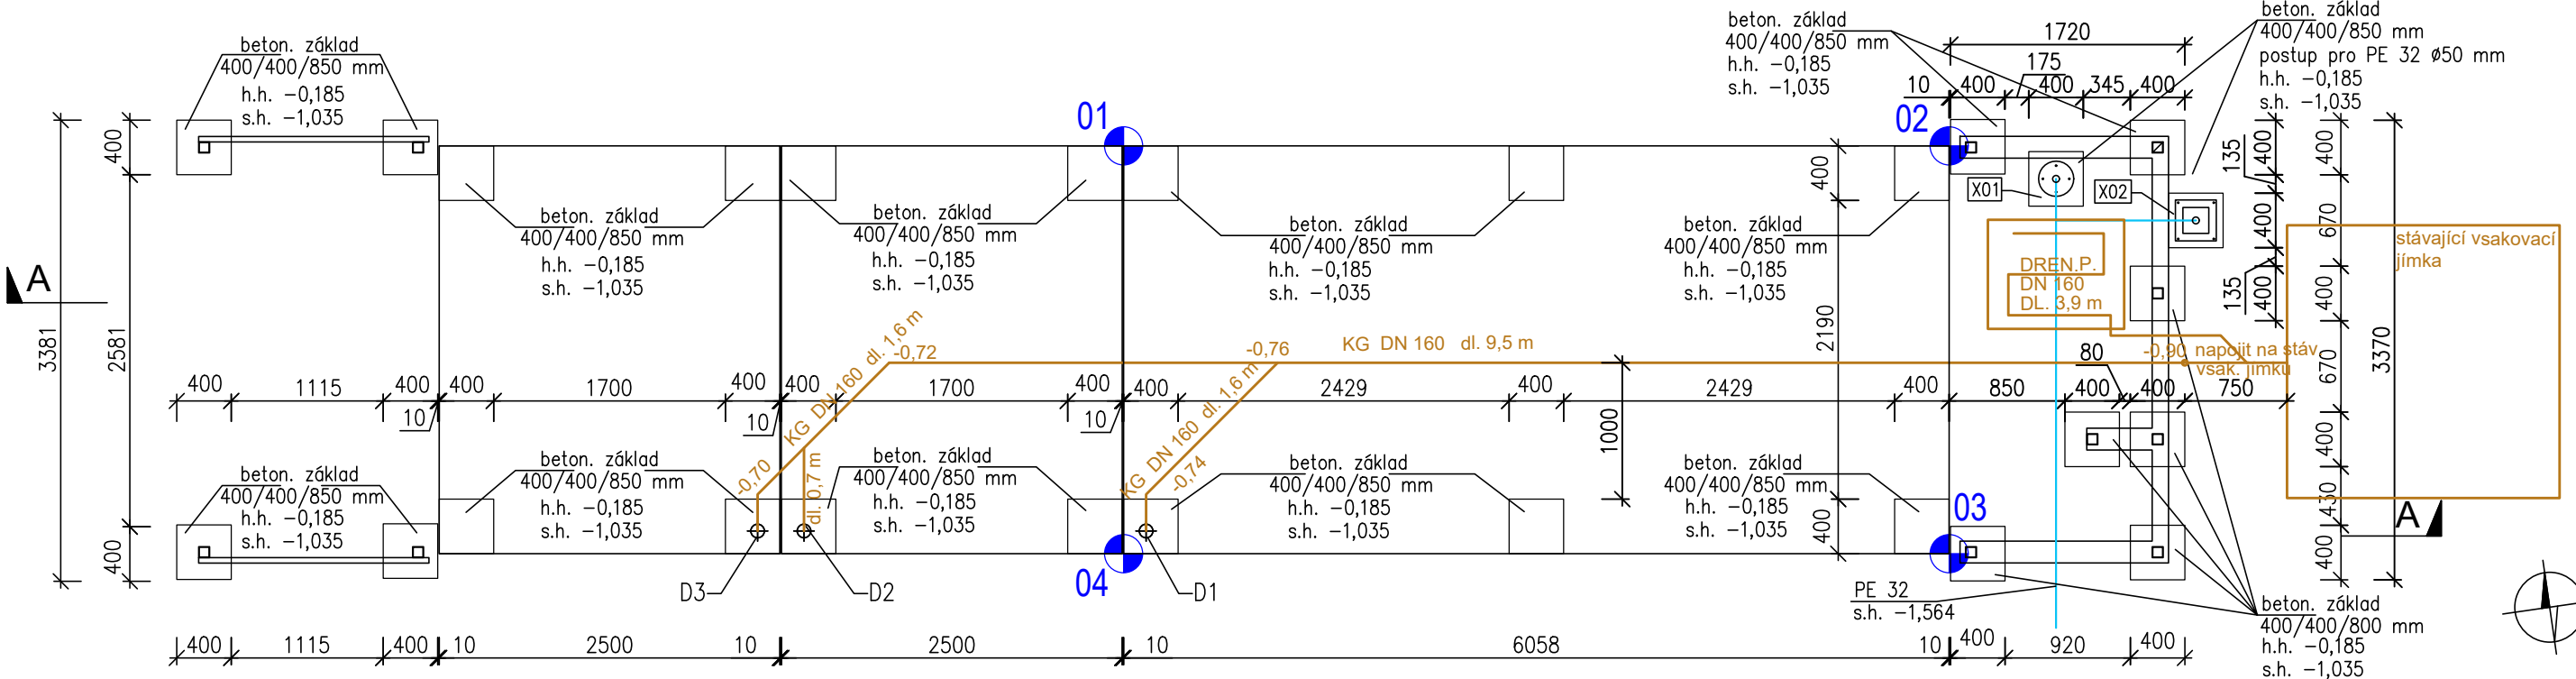 beton. základ
400/400/850 mm
h.h. -0,185
s.h. -1,035
beton. základ
400/400/850 mm
h.h. -0,185
s.h. -1,035
1720
175
10 400 400 345 400
beton. základ
400/400/850 mm
postup pro PE 32 ø50 mm
h.h. -0,185
s.h. -1,035
01
02
X01
X02
400
2581
400
3381
A
beton. základ
400/400/850 mm
h.h. -0,185
s.h. -1,035
beton. základ
400/400/850 mm
h.h. -0,185
s.h. -1,035
beton. základ
400/400/850 mm
h.h. -0,185
s.h. -1,035
beton. základ
400/400/850 mm
h.h. -0,185
s.h. -1,035
400
2190
400
DREN.P.
DN 160
DL. 3,9 m
400
135
400
135
400
400
670
400
670
400
430
400
3370
stávající vsakovací
jímka
KG DN 160 dl. 1,6 m
-0,72
-0,76
KG DN 160 dl. 9,5 m
-0,90 napojit na stáv.
vsak. jímku
80
400 1115 400 400 1700 400 400 1700 400 400 2429 400 2429 400 850 400 400 750
10
10
10
1000
KG DN 160 dl. 1,6 m
-0,70
dl. 0,7 m
-0,74
beton. základ
400/400/850 mm
h.h. -0,185
s.h. -1,035
beton. základ
400/400/850 mm
h.h. -0,185
s.h. -1,035
beton. základ
400/400/850 mm
h.h. -0,185
s.h. -1,035
beton. základ
400/400/850 mm
h.h. -0,185
s.h. -1,035
beton. základ
400/400/850 mm
h.h. -0,185
s.h. -1,035
03
A
D3
D2
04
D1
PE 32
s.h. -1,564
beton. základ
400/400/800 mm
h.h. -0,185
s.h. -1,035
400 1115 400 10 2500 10 2500 10 6058 10 400 920 400